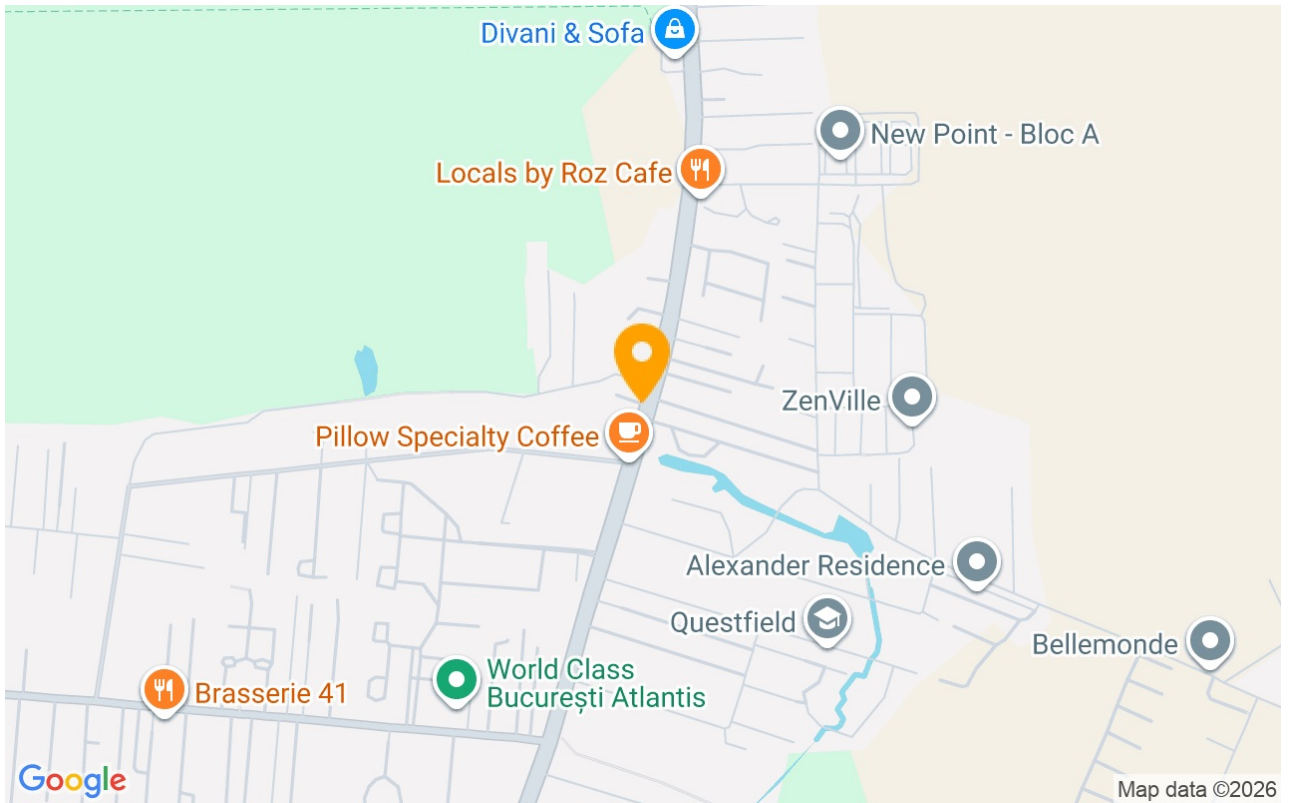 Divani & Sofa
New Point - Bloc A
Locals by Roz Cafe
ZenVille
Pillow Specialty Coffee
Alexander Residence
Questfield
Bellemonde
World Class
București Atlantis
Brasserie 41
Google
Map data ©2026